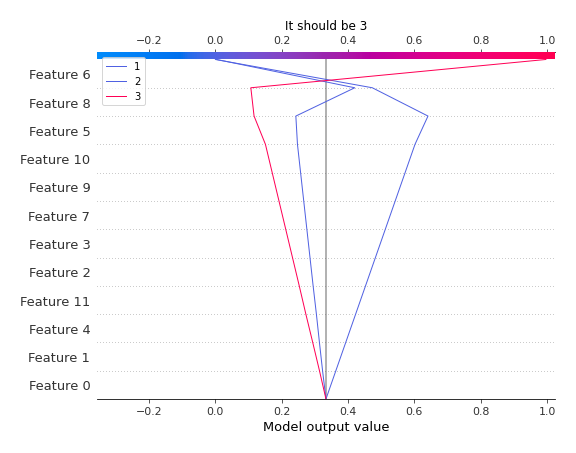 It should be 3
−0.2 0.0 0.2 0.4 0.6 0.8 1.0
1
2
3
Feature 6
Feature 8
Feature 5
Feature 10
Feature 9
Feature 7
Feature 3
Feature 2
Feature 11
Feature 4
Feature 1
Feature 0
−0.2 0.0 0.2 0.4 0.6 0.8 1.0
Model output value